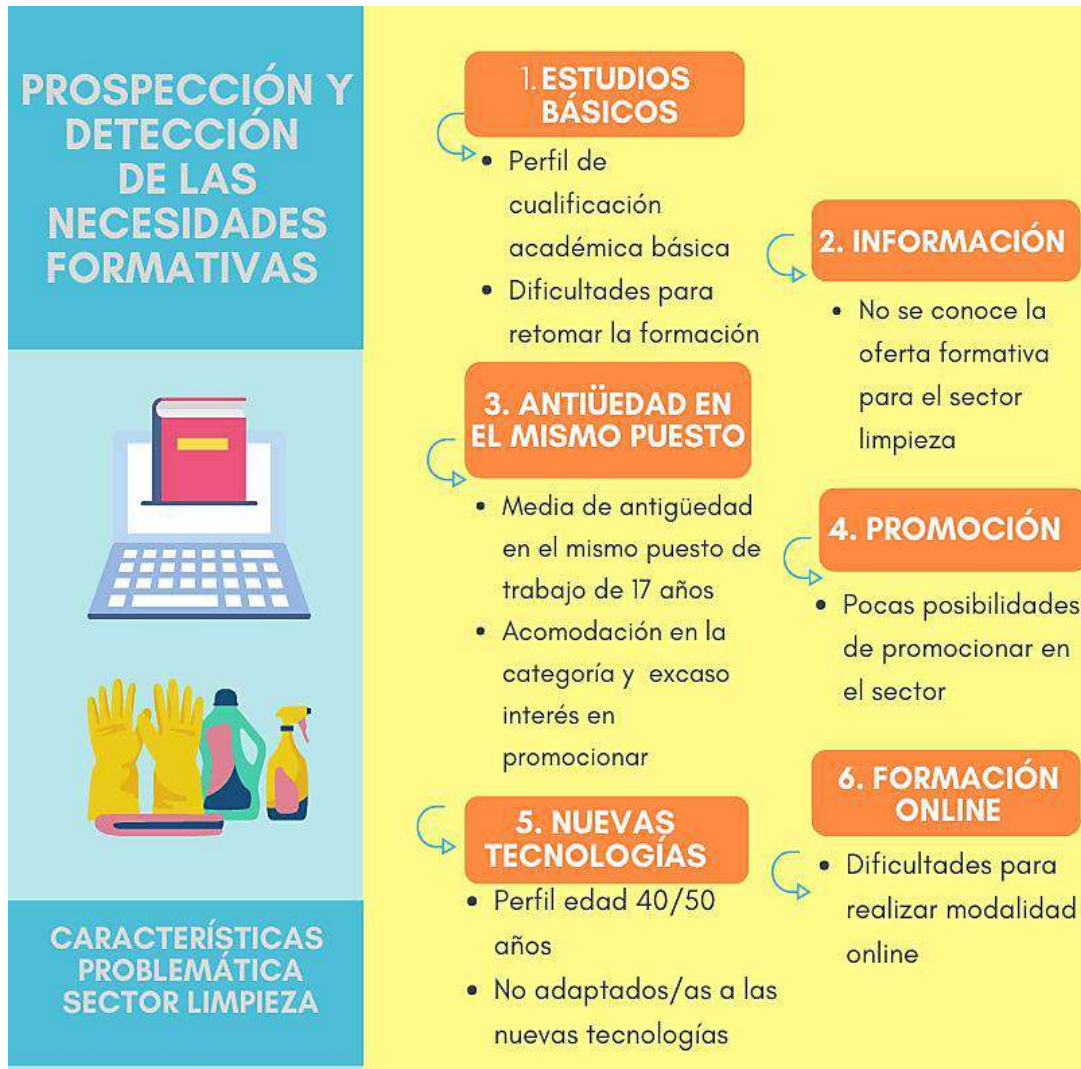 PROSPECCIÓN Y
DETECCIÓN
DE LAS
NECESIDADES
FORMATIVAS
CARACTERÍSTICAS
PROBLEMÁTICA
SECTOR LIMPIEZA
1. ESTUDIOS
BÁSICOS
• Perfil de
cualificación
académica básica
• Dificultades para
retomar la formación
2. INFORMACIÓN
• No se conoce la
oferta formativa
para el sector
limpieza
3. ANTIÜEDAD EN
EL MISMO PUESTO
• Media de antigüedad
en el mismo puesto de
trabajo de 17 años
• Acomodación en la
categoría y excaso
interés en
promocionar
4. PROMOCIÓN
• Pocas posibilidades
de promocionar en
el sector
5. NUEVAS
TECNOLOGÍAS
• Perfil edad 40/50
años
• No adaptados/as a las
nuevas tecnologías
6. FORMACIÓN
ONLINE
• Dificultades para
realizar modalidad
online